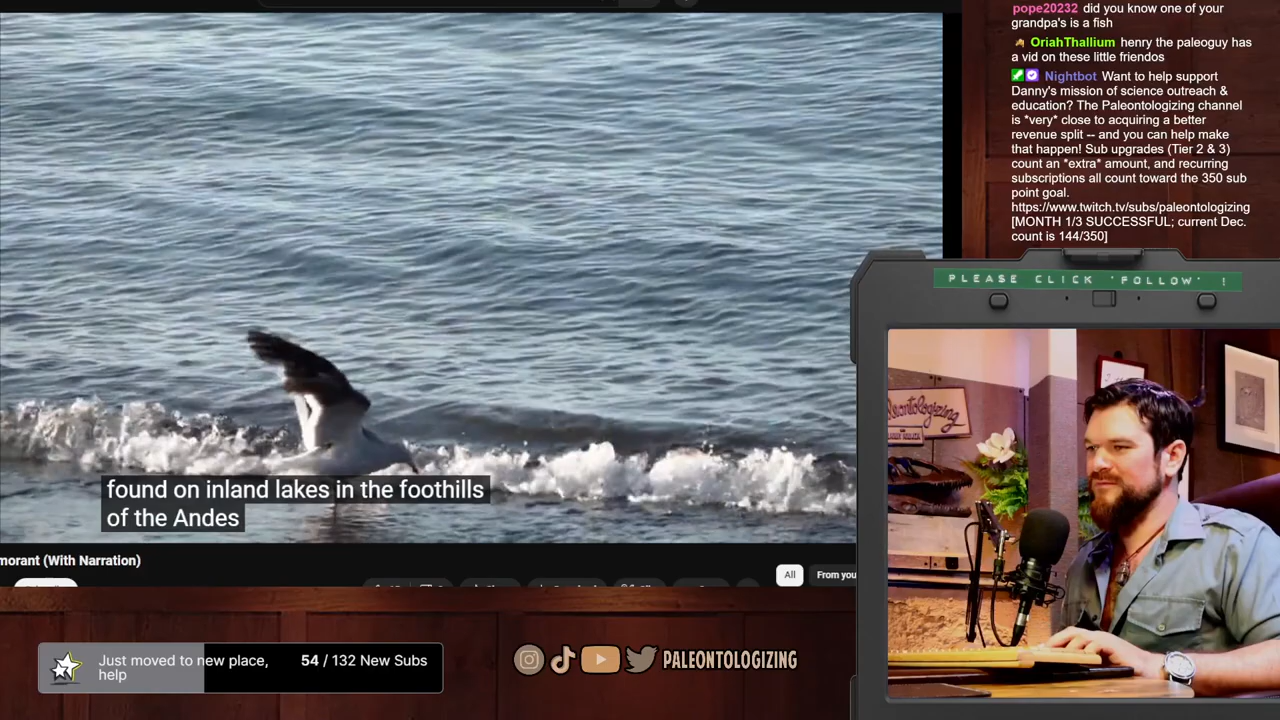 pope20232 did you know one of your
grandpa's is a fish
OriahThallium henry the paleoguy has
a vid on these little friendos
Nightbot Want to help support
Danny's mission of science outreach &
education? The Paleontologizing channel
is *very* close to acquiring a better
revenue split -- and you can help make
that happen! Sub upgrades (Tier 2 & 3)
count an *extra* amount, and recurring
subscriptions all count toward the 350 sub
point goal.
https://www.twitch.tv/subs/paleontologizing
[MONTH 1/3 SUCCESSFUL; current Dec.
count is 144/350]
PLEASE CLICK 'FOLLOW' !
found on inland lakes in the foothills
of the Andes
morant (With Narration)
All
From you
Just moved to new place,
help
54 / 132 New Subs
PALEONTOLOGIZING